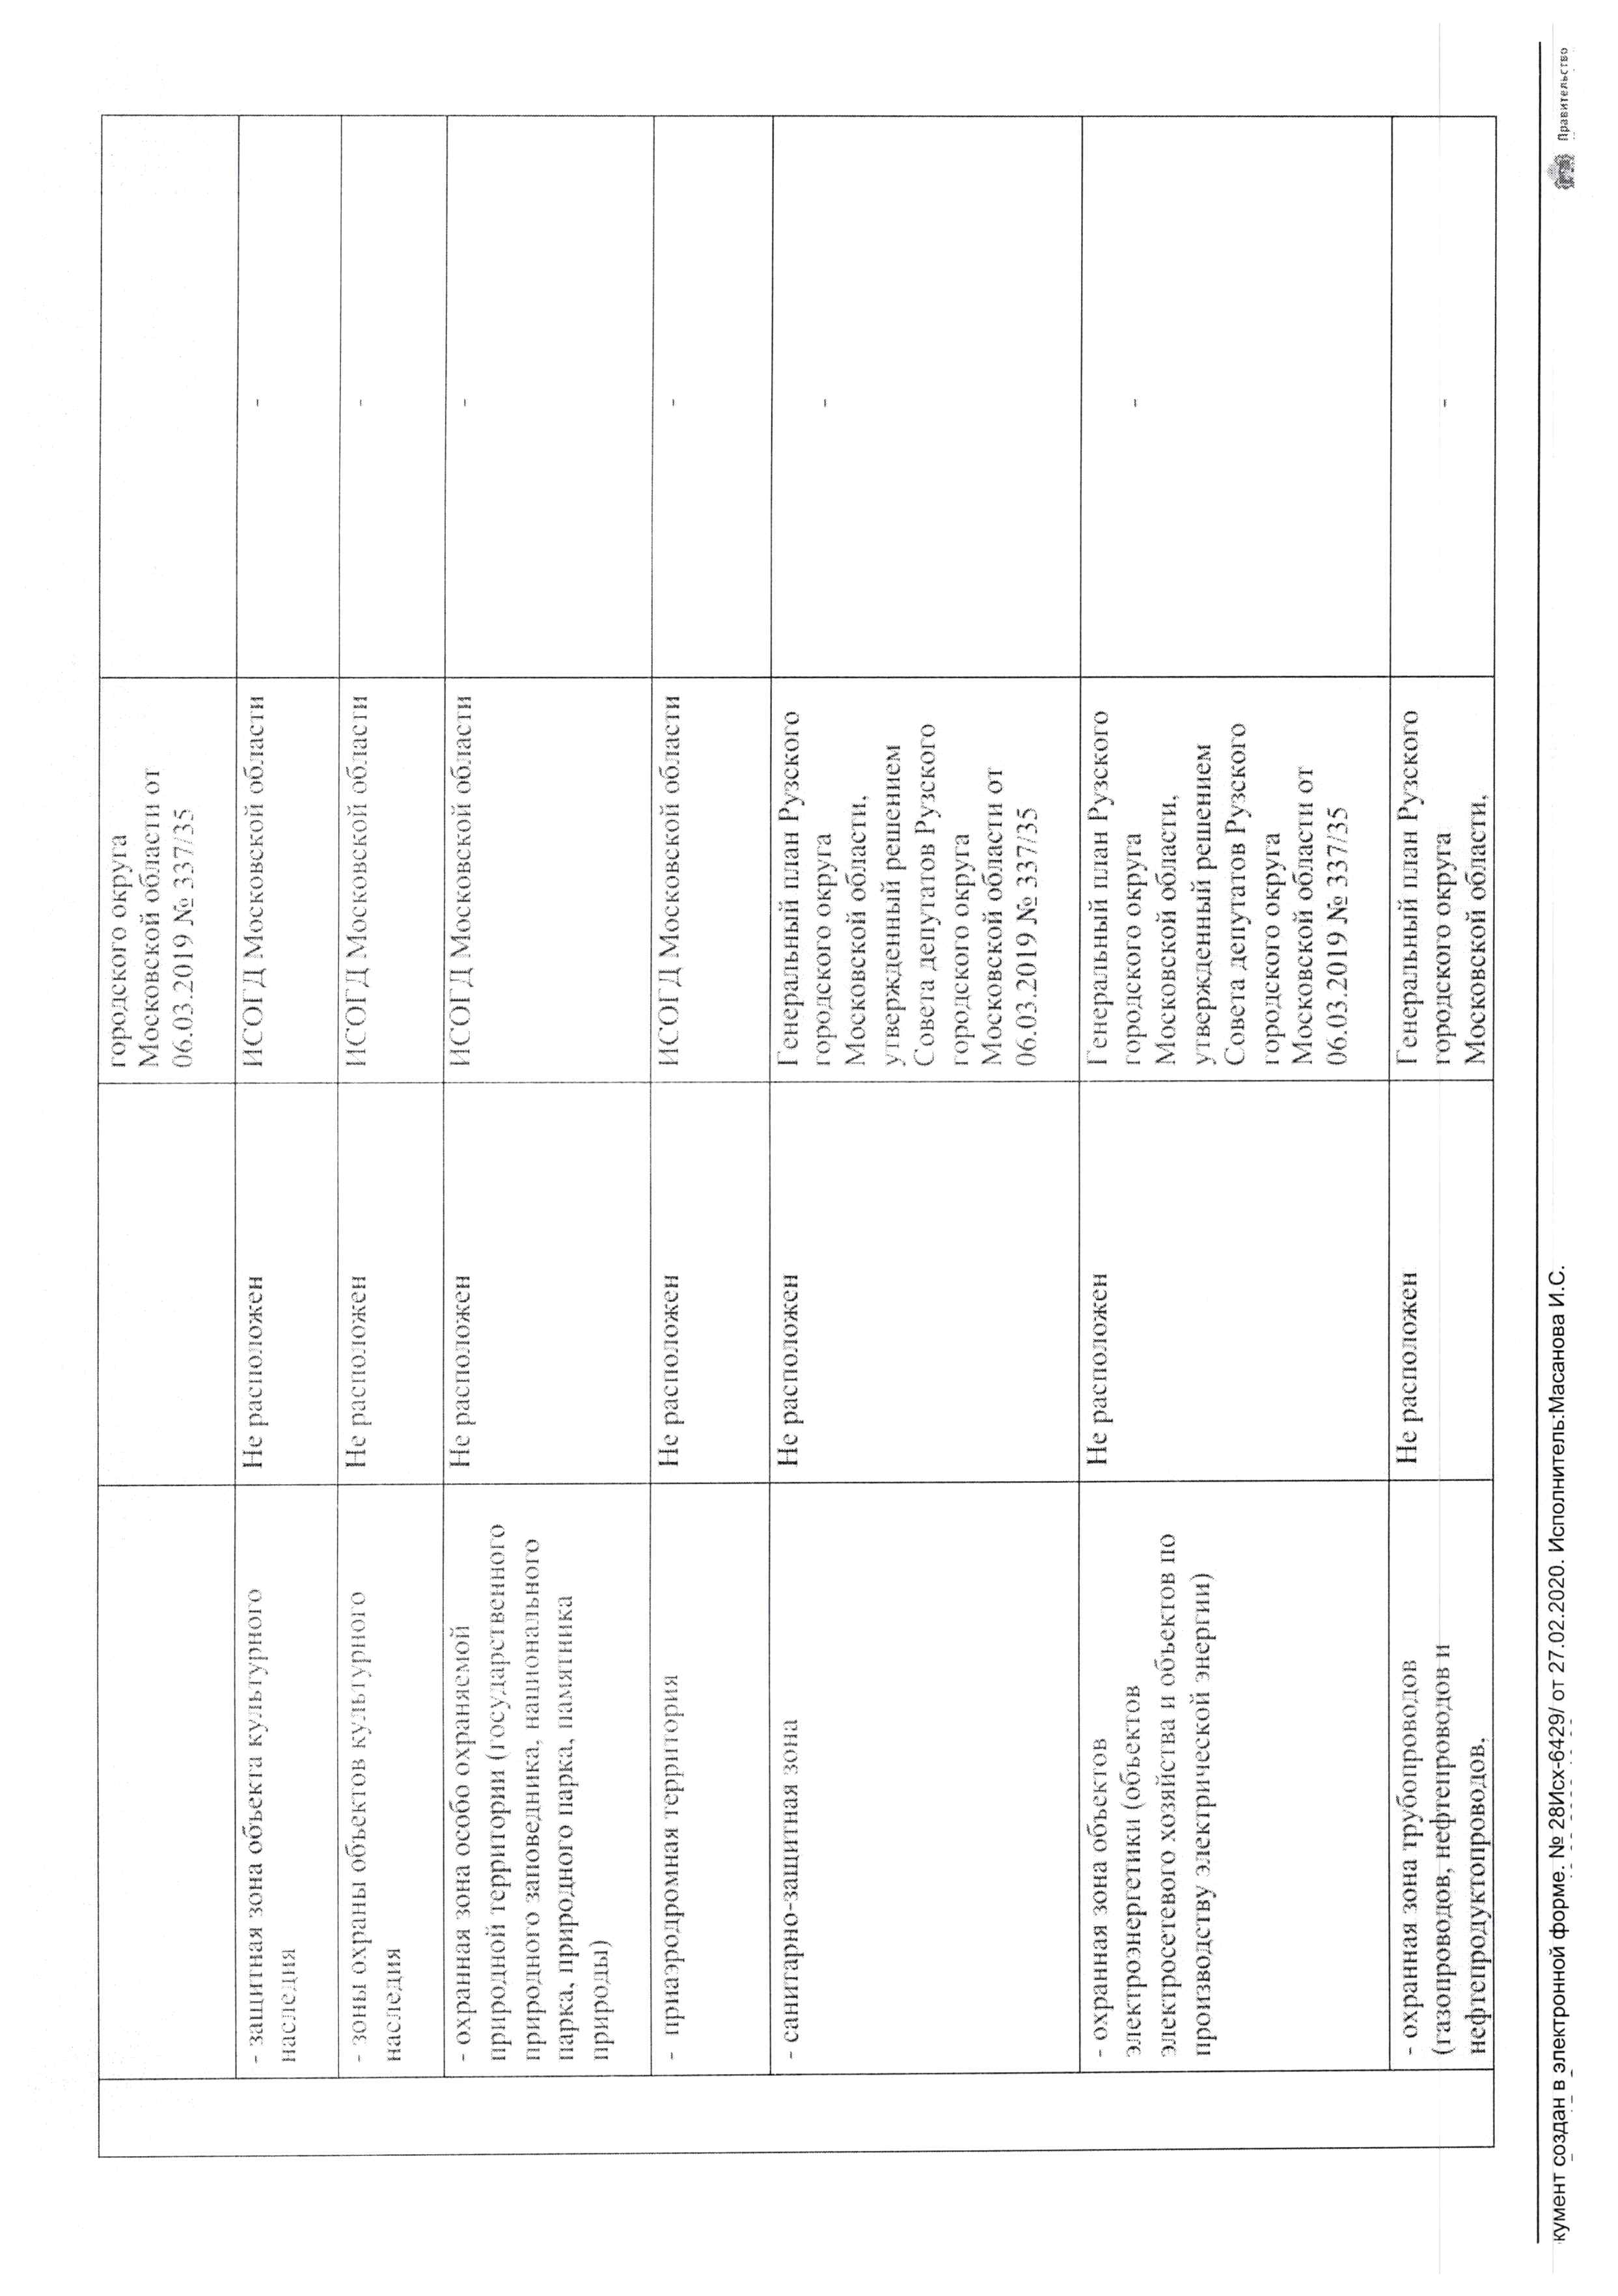 городского округа
Московской области от
06.03.2019 № 337/35
- защитная зона объекта культурного
наследия
Не расположен
ИСОГД Московской области
-
- зоны охраны объектов культурного
наследия
Не расположен
ИСОГД Московской области
-
- охранная зона особо охраняемой
природной территории (государственного
природного заповедника, национального
парка, природного парка, памятника
природы)
Не расположен
ИСОГД Московской области
-
- приаэродромная территория
Не расположен
ИСОГД Московской области
-
- санитарно-защитная зона
Не расположен
Генеральный план Рузского
городского округа
Московской области,
утвержденный решением
Совета депутатов Рузского
городского округа
Московской области от
06.03.2019 № 337/35
-
- охранная зона объектов
электроэнергетики (объектов
электросетевого хозяйства и объектов по
производству электрической энергии)
Не расположен
Генеральный план Рузского
городского округа
Московской области,
утвержденный решением
Совета депутатов Рузского
городского округа
Московской области от
06.03.2019 № 337/35
-
- охранная зона трубопроводов
(газопроводов, нефтепроводов и
нефтепродуктопроводов,
Не расположен
Генеральный план Рузского
городского округа
Московской области,
-
кумент создан в электронной форме. № 28Исх-6429/ от 27.02.2020. Исполнитель:Масанова И.С.
Правительство